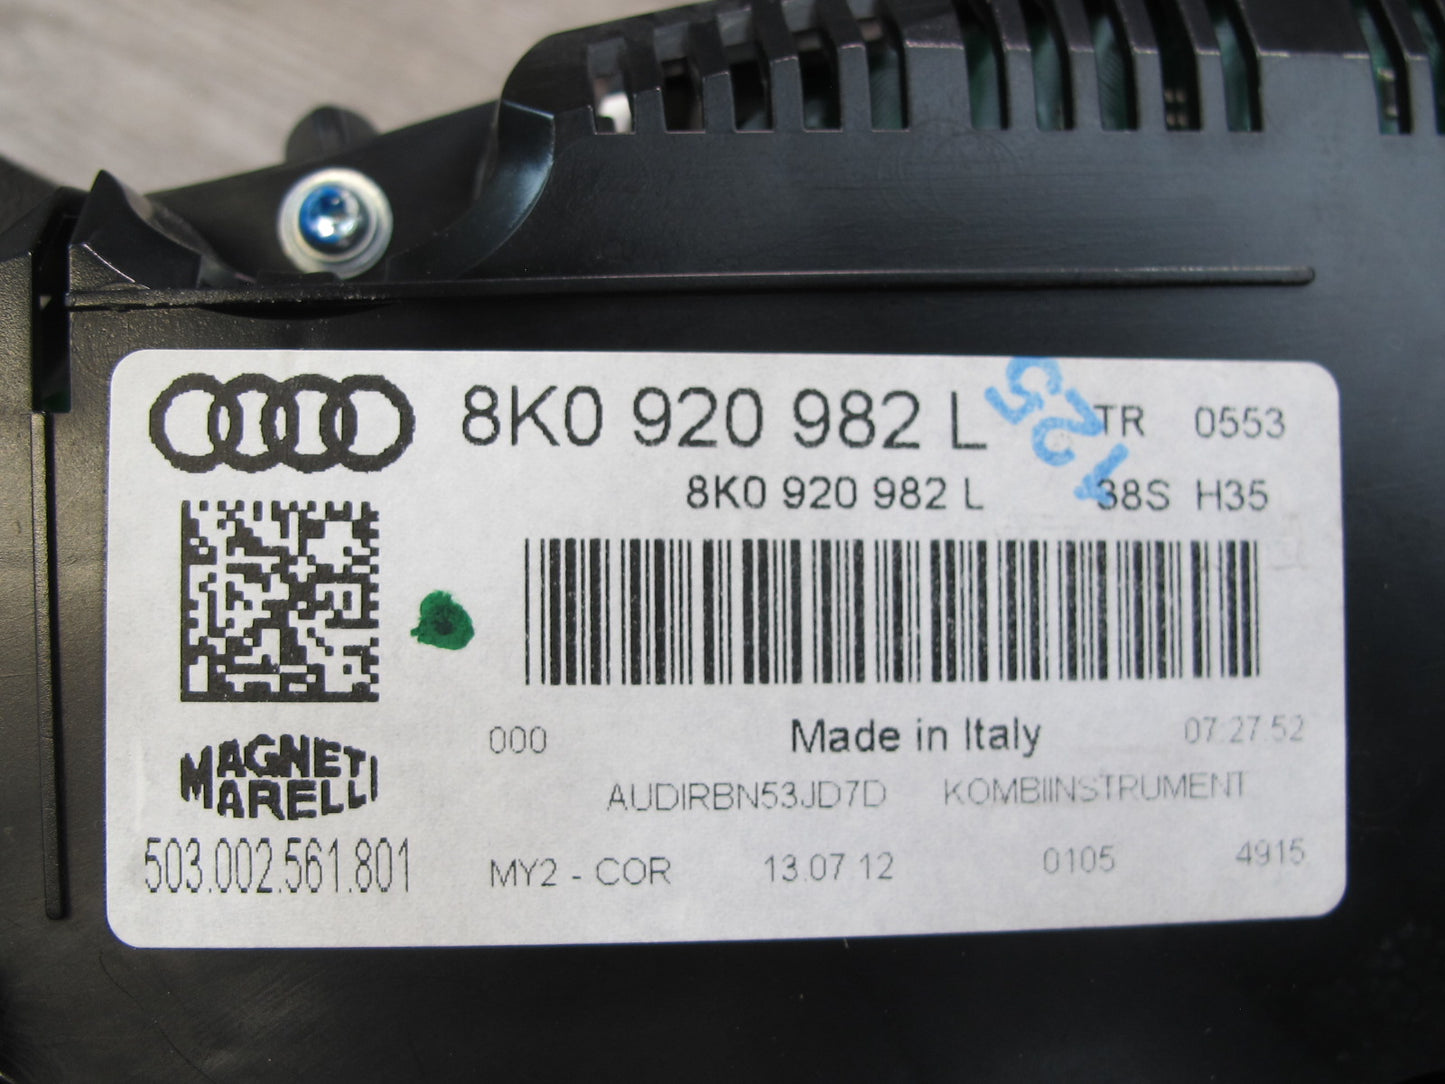 8K0 920 982 L TR 0553
8K0 920 982 L 38S H35
521
000 Made in Italy 07:27:52
MAGNETI
MARELLI
AUDIRBN53JD7D KOMBIINSTRUMENT
503.002.561.801
MY2 - COR 13.07.12 0105 4915